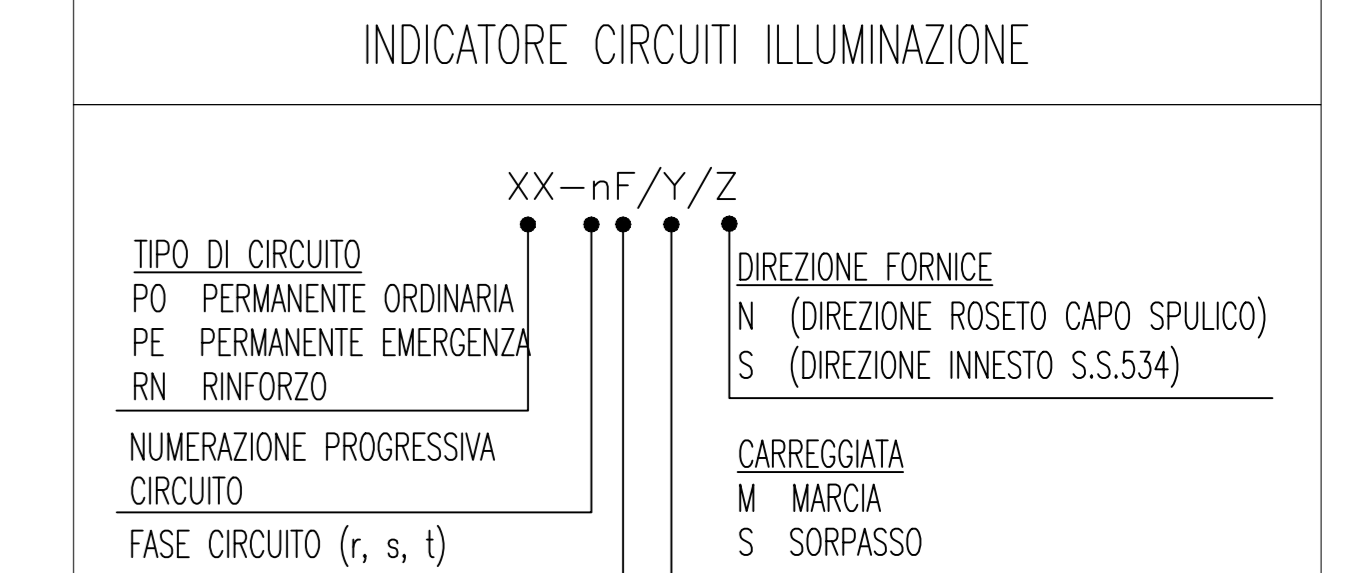 INDICATORE CIRCUITI ILLUMINAZIONE
XX-nF/Y/Z
TIPO DI CIRCUITO
PO PERMANENTE ORDINARIA
PE PERMANENTE EMERGENZA
RN RINFORZO
NUMERAZIONE PROGRESSIVA
CIRCUITO
FASE CIRCUITO (r, s, t)
DIREZIONE FORNICE
N (DIREZIONE ROSETO CAPO SPULICO)
S (DIREZIONE INNESTO S.S.534)
CARREGGIATA
M MARCIA
S SORPASSO